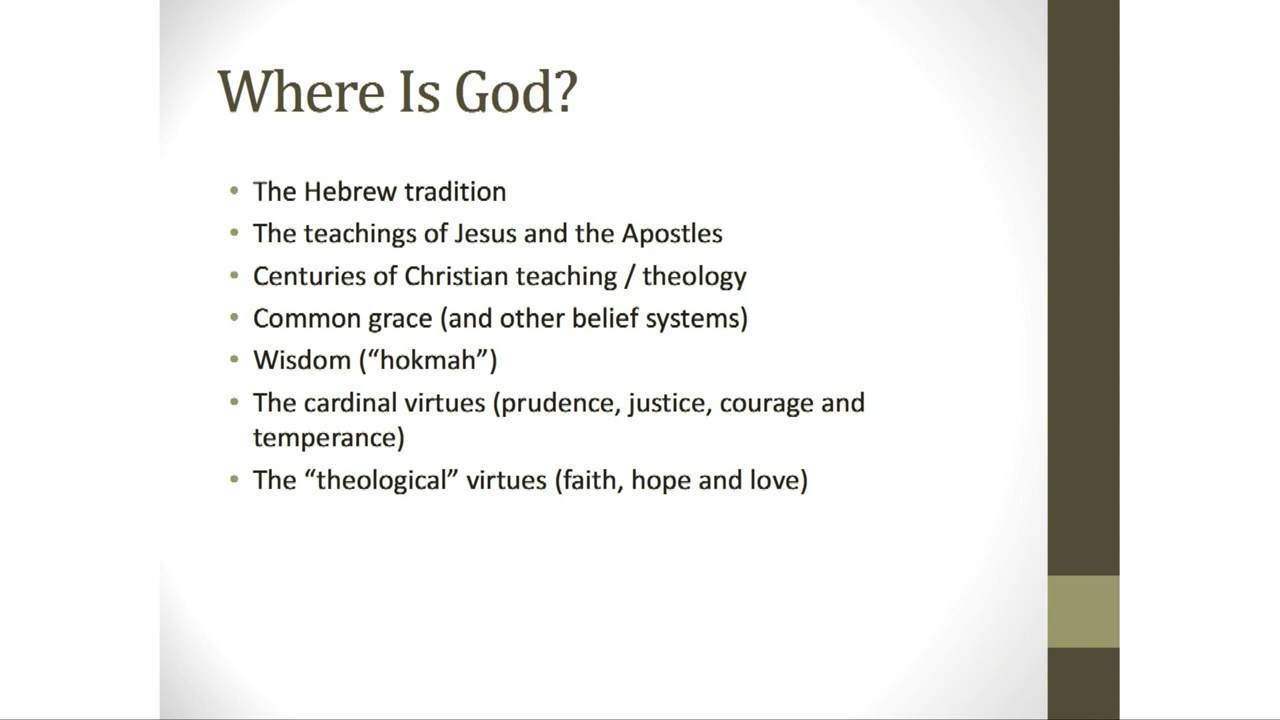 Where Is God?
• The Hebrew tradition
• The teachings of Jesus and the Apostles
• Centuries of Christian teaching / theology
• Common grace (and other belief systems)
• Wisdom (“hokmah”)
• The cardinal virtues (prudence, justice, courage and
temperance)
• The “theological” virtues (faith, hope and love)